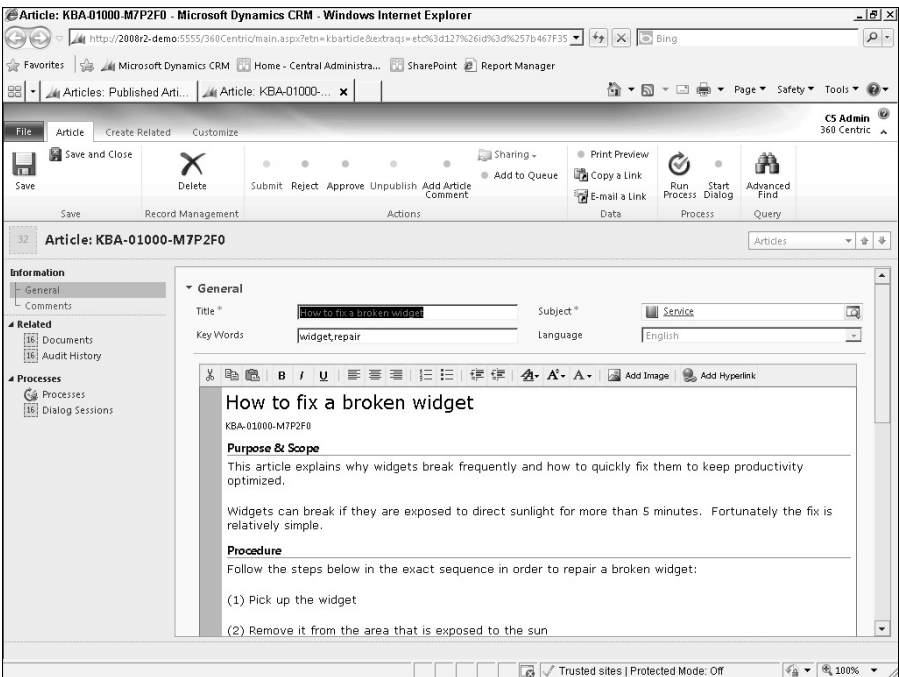 Article: KBA-01000-M7P2F0 - Microsoft Dynamics CRM - Windows Internet Explorer
http://2008r2-demo:5555/360Centric/main.aspx?etn=kbarticle&extraqs=etc%3d127%26id%3d%257b467F35
Bing
Favorites Microsoft Dynamics CRM Home - Central Administra... SharePoint Report Manager
Articles: Published Arti... Article: KBA-01000-... x
Page Safety Tools
File Article Create Related Customize
C5 Admin
360 Centric
Save
Save and Close
Delete
Submit Reject Approve Unpublish Add Article Comment
Sharing
Add to Queue
Print Preview
Copy a Link
E-mail a Link
Run Process
Start Dialog
Advanced Find
Save Record Management Actions Data Process Query
32 Article: KBA-01000-M7P2F0
Articles
Information
General
Comments
Related
16 Documents
16 Audit History
Processes
Processes
16 Dialog Sessions
General
Title * How to fix a broken widget Subject * Service
Key Words widget,repair Language English
B I U A A A Add Image Add Hyperlink
How to fix a broken widget
KBA-01000-M7P2F0
Purpose & Scope
This article explains why widgets break frequently and how to quickly fix them to keep productivity
optimized.
Widgets can break if they are exposed to direct sunlight for more than 5 minutes. Fortunately the fix is
relatively simple.
Procedure
Follow the steps below in the exact sequence in order to repair a broken widget:
(1) Pick up the widget
(2) Remove it from the area that is exposed to the sun
Trusted sites | Protected Mode: Off 100%